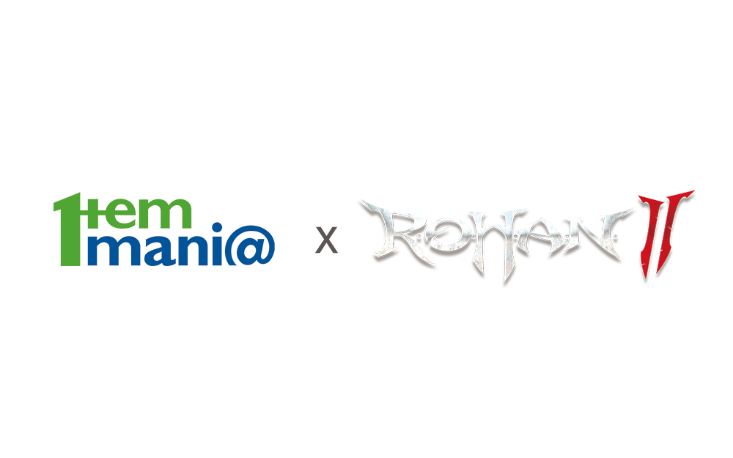 1tem
mani@
x
ROHAN II